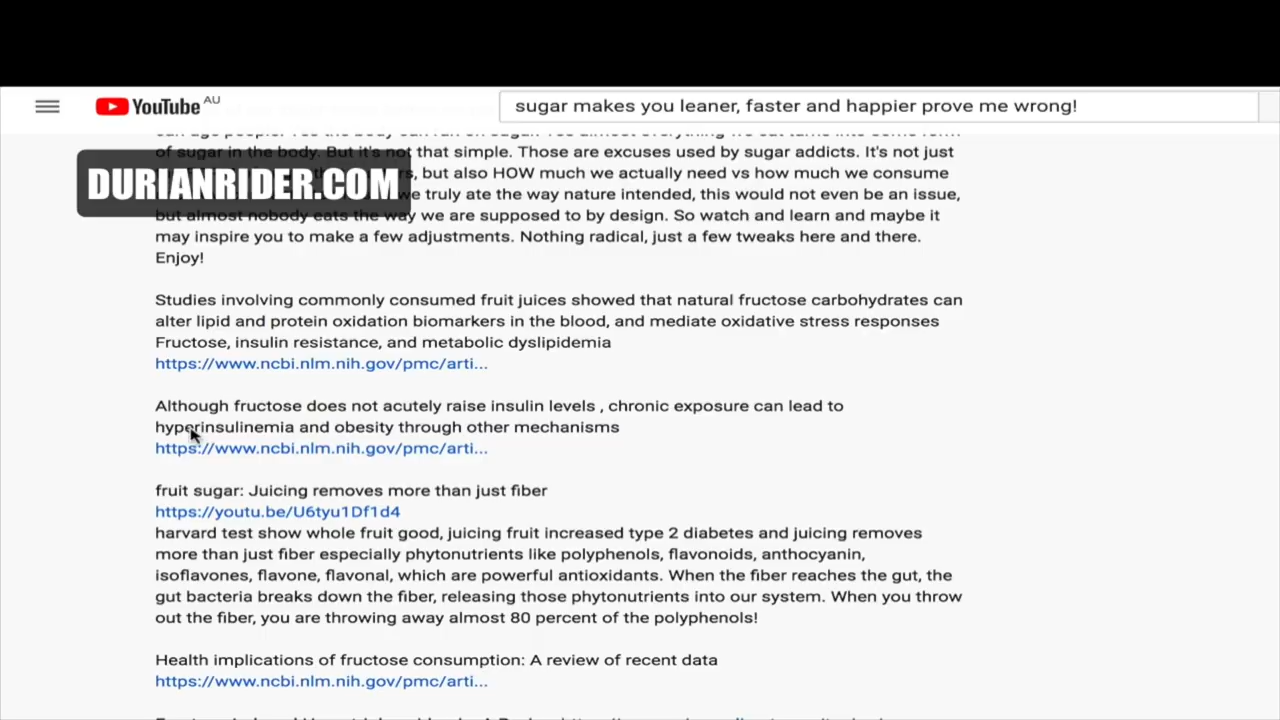 YouTube AU
sugar makes you leaner, faster and happier prove me wrong!
of sugar in the body. But it's not that simple. Those are excuses used by sugar addicts. It's not just
DURIANRIDER.COM
, but also HOW much we actually need vs how much we consume
we truly ate the way nature intended, this would not even be an issue,
but almost nobody eats the way we are supposed to by design. So watch and learn and maybe it
may inspire you to make a few adjustments. Nothing radical, just a few tweaks here and there.
Enjoy!
Studies involving commonly consumed fruit juices showed that natural fructose carbohydrates can
alter lipid and protein oxidation biomarkers in the blood, and mediate oxidative stress responses
Fructose, insulin resistance, and metabolic dyslipidemia
https://www.ncbi.nlm.nih.gov/pmc/arti...
Although fructose does not acutely raise insulin levels , chronic exposure can lead to
hyperinsulinemia and obesity through other mechanisms
https://www.ncbi.nlm.nih.gov/pmc/arti...
fruit sugar: Juicing removes more than just fiber
https://youtu.be/U6tyu1Df1d4
harvard test show whole fruit good, juicing fruit increased type 2 diabetes and juicing removes
more than just fiber especially phytonutrients like polyphenols, flavonoids, anthocyanin,
isoflavones, flavone, flavonal, which are powerful antioxidants. When the fiber reaches the gut, the
gut bacteria breaks down the fiber, releasing those phytonutrients into our system. When you throw
out the fiber, you are throwing away almost 80 percent of the polyphenols!
Health implications of fructose consumption: A review of recent data
https://www.ncbi.nlm.nih.gov/pmc/arti...